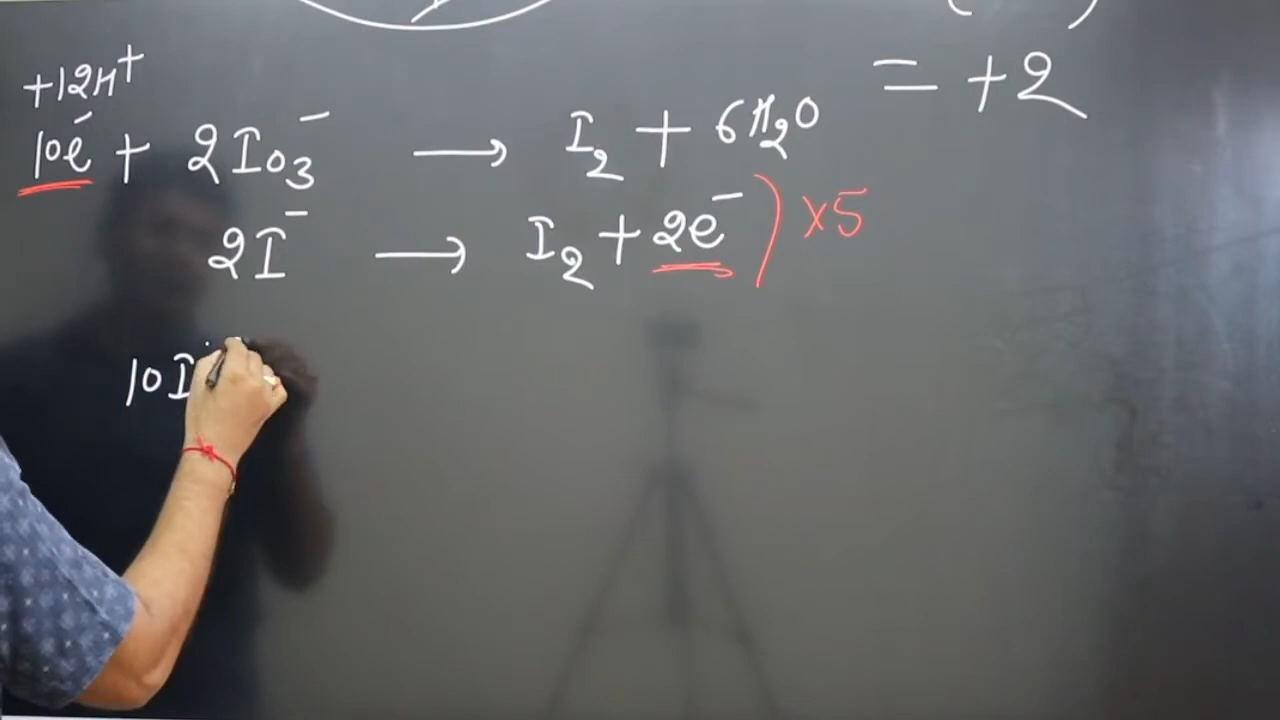 = +2
+12H⁺
10e⁻ + 2IO₃⁻ ⟶ I₂ + 6H₂O
2I⁻ ⟶ I₂ + 2e⁻) ×5
10I